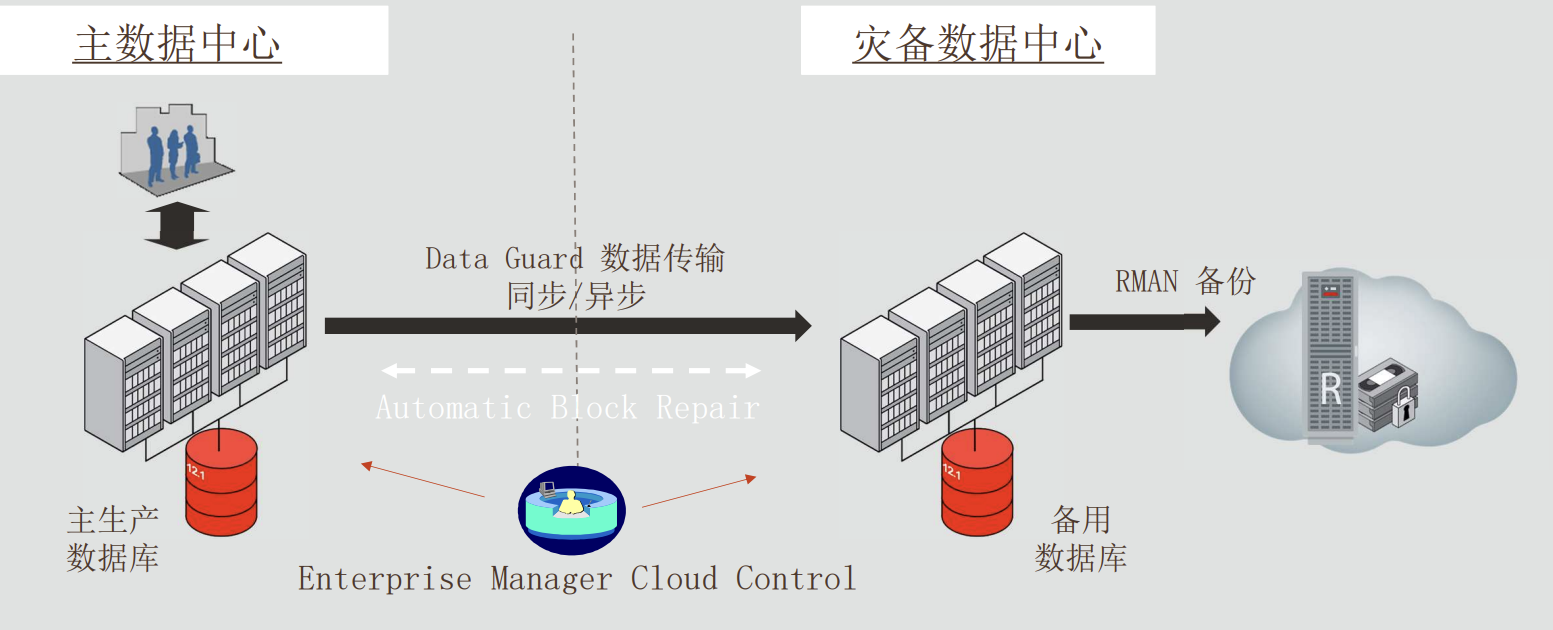 主数据中心
灾备数据中心
Data Guard 数据传输
同步/异步
RMAN 备份
Automatic Block Repair
R
12.1
12.1
主生产
数据库
备用
数据库
Enterprise Manager Cloud Control